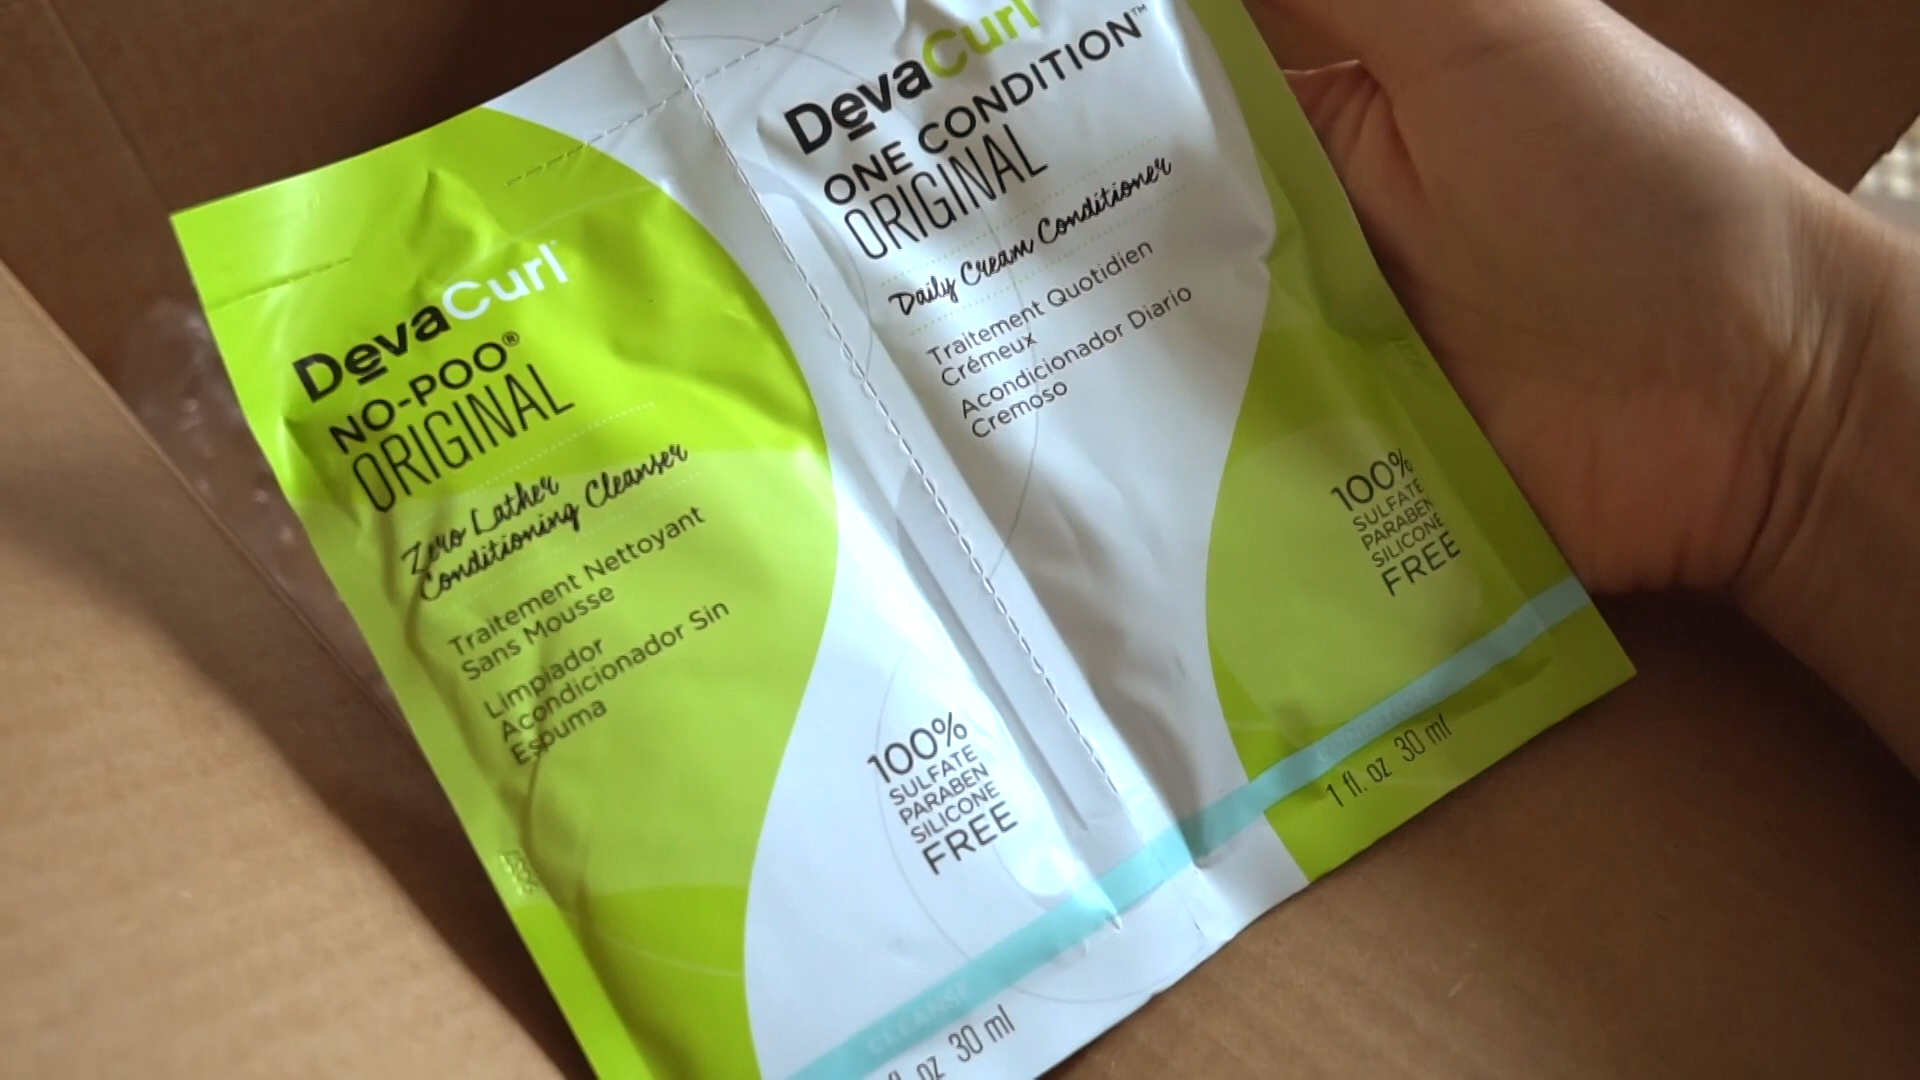 DevaCurl
NO-POO®
ORIGINAL
Zero Lather
Conditioning Cleanser
Traitement Nettoyant
Sans Mousse
Limpiador
Acondicionador Sin
Espuma
100%
SULFATE
PARABEN
SILICONE
FREE
CLEANSE
30 ml
DevaCurl
ONE CONDITION™
ORIGINAL
Daily Cream Conditioner
Traitement Quotidien
Crémeux
Acondicionador Diario
Cremoso
100%
SULFATE
PARABEN
SILICONE
FREE
CONDITION
1 fl. oz 30 ml